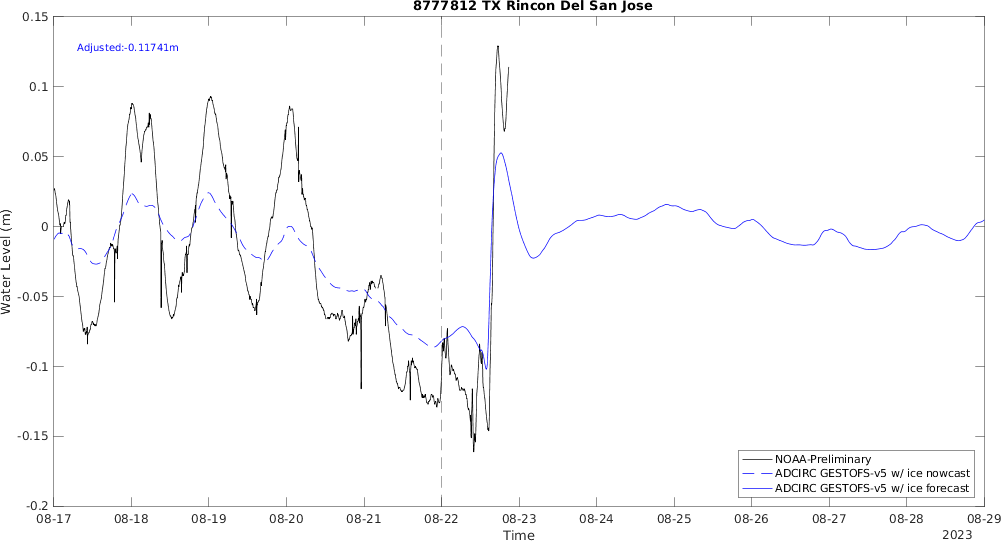 8777812 TX Rincon Del San Jose
Adjusted:-0.11741m
0.15
0.1
0.05
0
-0.05
-0.1
-0.15
-0.2
Water Level (m)
NOAA-Preliminary
ADCIRC GESTOFS-v5 w/ ice nowcast
ADCIRC GESTOFS-v5 w/ ice forecast
08-17 08-18 08-19 08-20 08-21 08-22 08-23 08-24 08-25 08-26 08-27 08-28 08-29
Time
2023